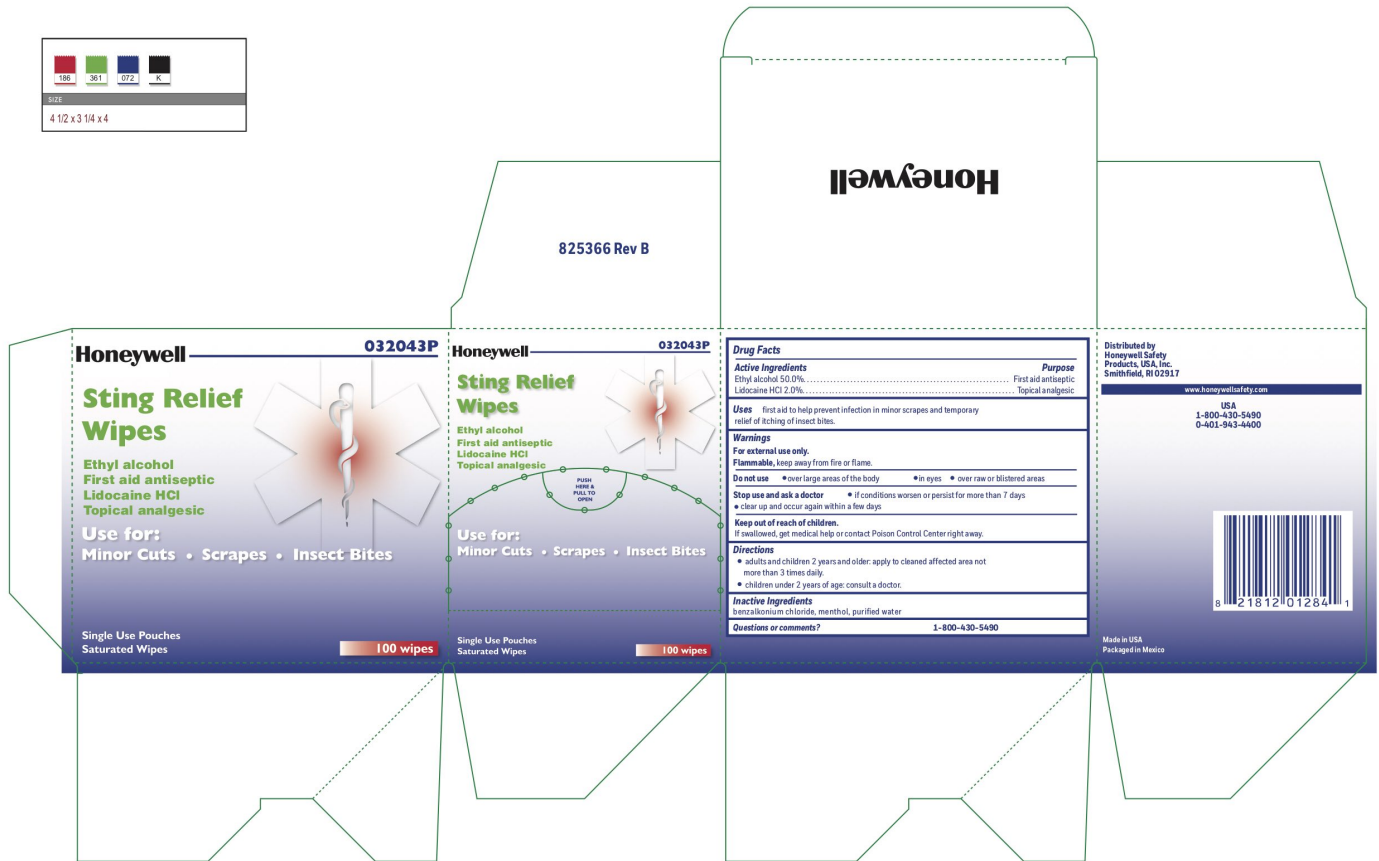 186 361 072 K
SIZE
4 1/2 x 3 1/4 x 4
Honeywell
825366 Rev B
Honeywell 032043P
Sting Relief
Wipes
Ethyl alcohol
First aid antiseptic
Lidocaine HCl
Topical analgesic
Use for:
Minor Cuts • Scrapes • Insect Bites
Single Use Pouches
Saturated Wipes
100 wipes
Honeywell 032043P
Sting Relief
Wipes
Ethyl alcohol
First aid antiseptic
Lidocaine HCl
Topical analgesic
PUSH
HERE &
PULL TO
OPEN
Use for:
Minor Cuts • Scrapes • Insect Bites
Single Use Pouches
Saturated Wipes
100 wipes
Drug Facts
Active Ingredients Purpose
Ethyl alcohol 50.0%. First aid antiseptic
Lidocaine HCl 2.0%. Topical analgesic
Uses first aid to help prevent infection in minor scrapes and temporary
relief of itching of insect bites.
Warnings
For external use only.
Flammable, keep away from fire or flame.
Do not use • over large areas of the body • in eyes • over raw or blistered areas
Stop use and ask a doctor • if conditions worsen or persist for more than 7 days
• clear up and occur again within a few days
Keep out of reach of children.
If swallowed, get medical help or contact Poison Control Center right away.
Directions
• adults and children 2 years and older: apply to cleaned affected area not
more than 3 times daily.
• children under 2 years of age: consult a doctor.
Inactive Ingredients
benzalkonium chloride, menthol, purified water
Questions or comments? 1-800-430-5490
Distributed by
Honeywell Safety
Products, USA, Inc.
Smithfield, RI 02917
www.honeywellsafety.com
USA
1-800-430-5490
0-401-943-4400
8 21812 01284 1
Made in USA
Packaged in Mexico